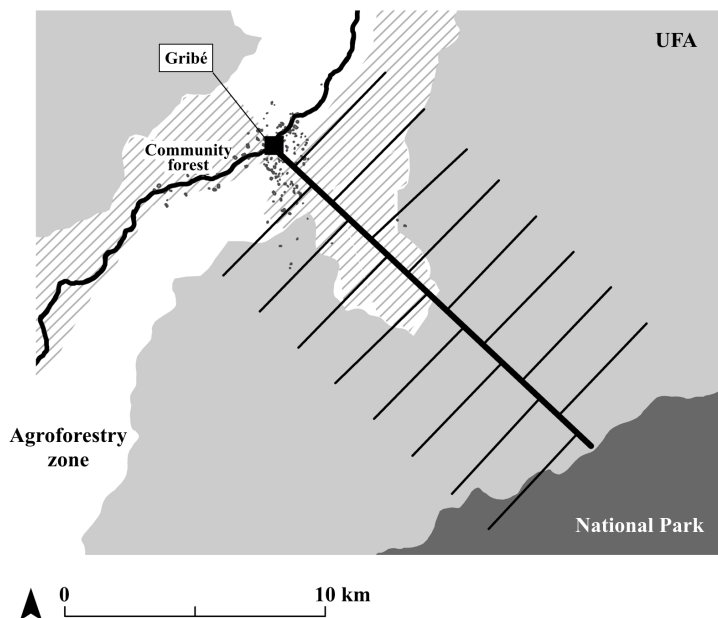 UFA
Gribé
Community
forest
Agroforestry
zone
National Park
0
10 km